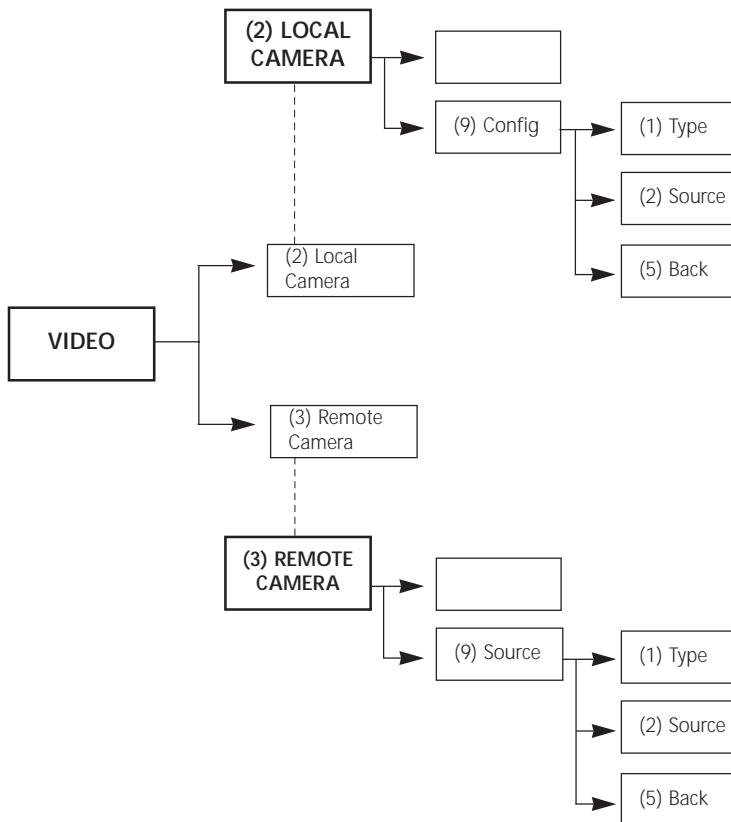 (2) LOCAL
CAMERA
(9) Config
(1) Type
(2) Source
(5) Back
(2) Local
Camera
VIDEO
(3) Remote
Camera
(3) REMOTE
CAMERA
(9) Source
(1) Type
(2) Source
(5) Back